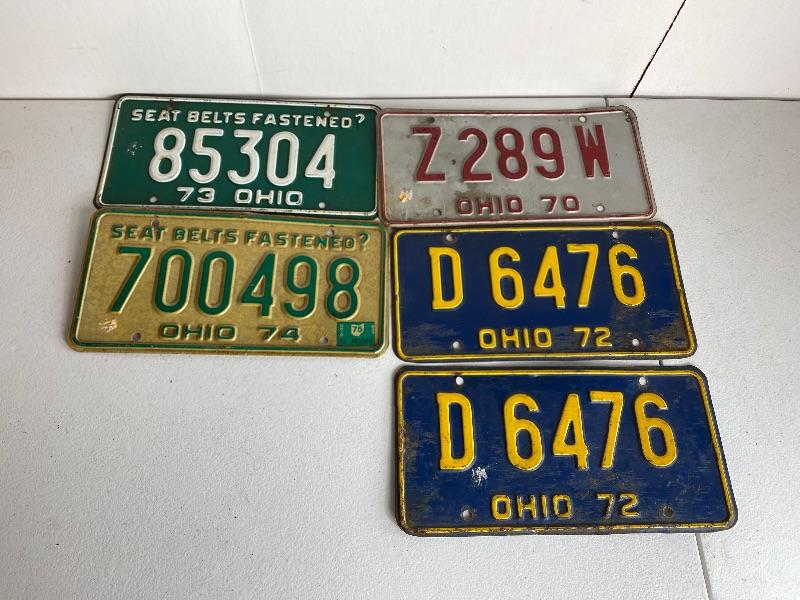 SEAT BELTS FASTENED?
85304
73 OHIO
Z 289 W
OHIO 70
SEAT BELTS FASTENED?
700498
OHIO 74
75
D 6476
OHIO 72
D 6476
OHIO 72